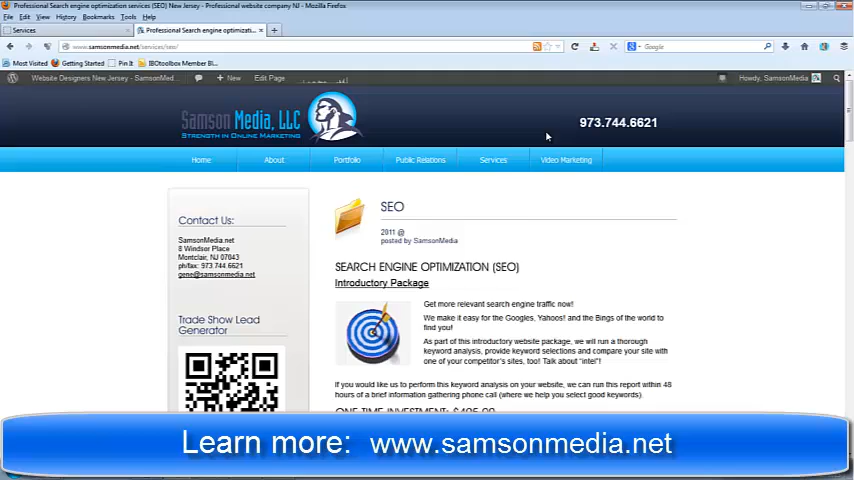 Professional Search engine optimization services (SEO) New Jersey - Professional website company NJ - Mozilla Firefox
File Edit View History Bookmarks Tools Help
Services
Professional Search engine optimizati...
www.samsonmedia.net/services/seo/
Google
Most Visited Getting Started Pin It IBOtoolbox Member Bl...
Website Designers New Jersey - SamsonMed... + New Edit Page
Howdy, SamsonMedia
Samson Media, LLC
STRENGTH IN ONLINE MARKETING
973.744.6621
Home About Portfolio Public Relations Services Video Marketing
Contact Us:
SamsonMedia.net
8 Windsor Place
Montclair, NJ 07043
ph/fax: 973.744.6621
gene@samsonmedia.net
Trade Show Lead
Generator
SEO
2011 @
posted by SamsonMedia
SEARCH ENGINE OPTIMIZATION (SEO)
Introductory Package
Get more relevant search engine traffic now!
We make it easy for the Googles, Yahoos! and the Bings of the world to
find you!
As part of this introductory website package, we will run a thorough
keyword analysis, provide keyword selections and compare your site with
one of your competitor's sites, too! Talk about "intel"!
If you would like us to perform this keyword analysis on your website, we can run this report within 48
hours of a brief information gathering phone call (where we help you select good keywords).
ONE TIME INVESTMENT: $495.00
Learn more: www.samsonmedia.net